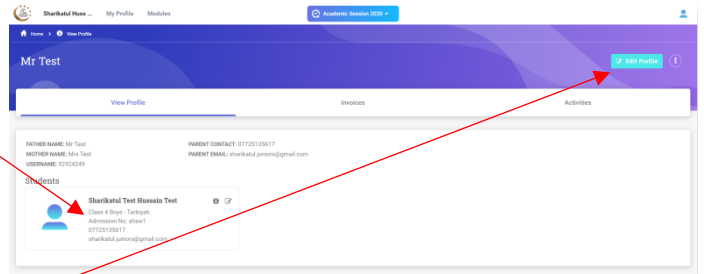 Sharikatul Huss ... My Profile Modules Academic Session 2020
Home > View Profile
Mr Test
Edit Profile
View Profile Invoices Activities
FATHER NAME: Mr Test PARENT CONTACT: 07725135617
MOTHER NAME: Mrs Test PARENT EMAIL: sharikatul.juniors@gmail.com
USERNAME: 92924249
Students
Sharikatul Test Hussain Test
Class 4 Boys - Tarbiyah
Admission No: shew1
07725135617
sharikatul.juniors@gmail.com